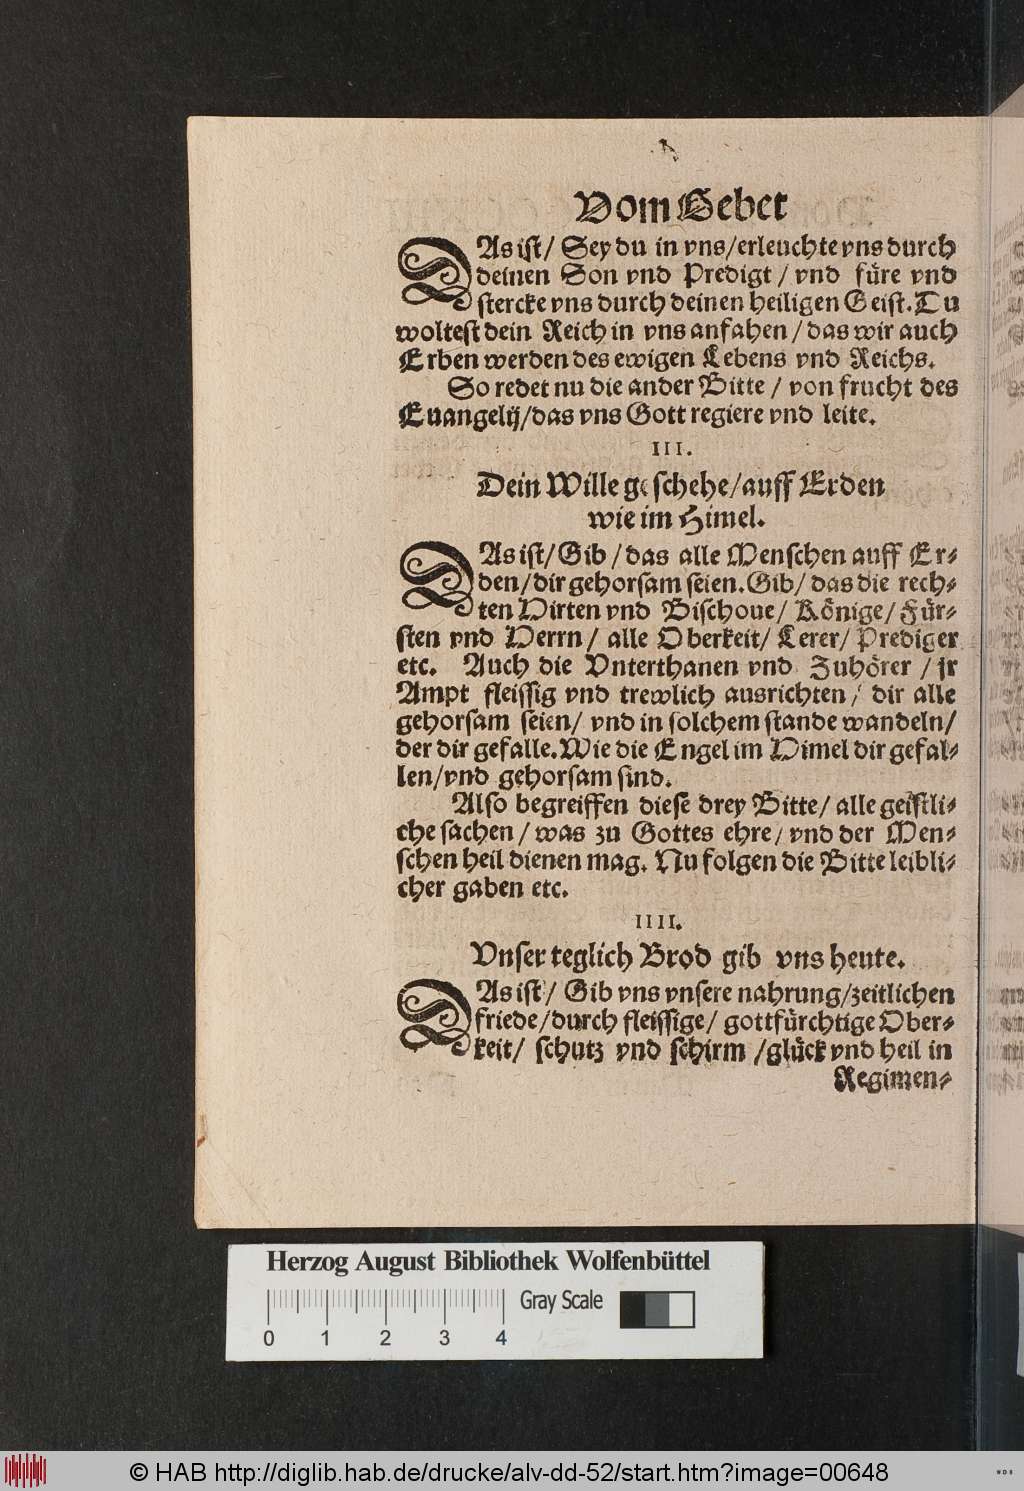 Vom Gebet
DAs ist/ Sey du in vns/erleuchte vns durch
deinen Son vnd Predigt / vnd füre vnd
stercke vns durch deinen heiligen Geist. Du
woltest dein Reich in vns anfahen / das wir auch
Erben werden des ewigen Lebens vnd Reichs.
So redet nu die ander Bitte / von frucht des
Euangelij/das vns Gott regiere vnd leite.
III.
Dein Wille geschehe/auff Erden
wie im Himel.
DAs ist/Gib /das alle Menschen auff Er-
den/dir gehorsam seien. Gib/ das die rech-
ten Hirten vnd Bischoue/ Könige/ Für-
sten vnd Herrn/ alle Oberkeit/ Lerer/ Prediger
etc. Auch die Vnterthanen vnd Zuhörer / jr
Ampt fleissig vnd trewlich ausrichten/ dir alle
gehorsam seien/ vnd in solchem stande wandeln/
der dir gefalle. Wie die Engel im Himel dir gefal-
len/vnd gehorsam sind.
Also begreiffen diese drey Bitte/ alle geistli-
che sachen / was zu Gottes ehre/ vnd der Men-
schen heil dienen mag. Nu folgen die Bitte leibli-
cher gaben etc.
IIII.
Vnser teglich Brod gib vns heute.
DAs ist/ Gib vns vnsere nahrung/zeitlichen
friede/durch fleissige/ gottfürchtige Ober-
keit/ schutz vnd schirm /glück vnd heil in
Regimen-
Herzog August Bibliothek Wolfenbüttel
Gray Scale
0 1 2 3 4
© HAB http://diglib.hab.de/drucke/alv-dd-52/start.htm?image=00648